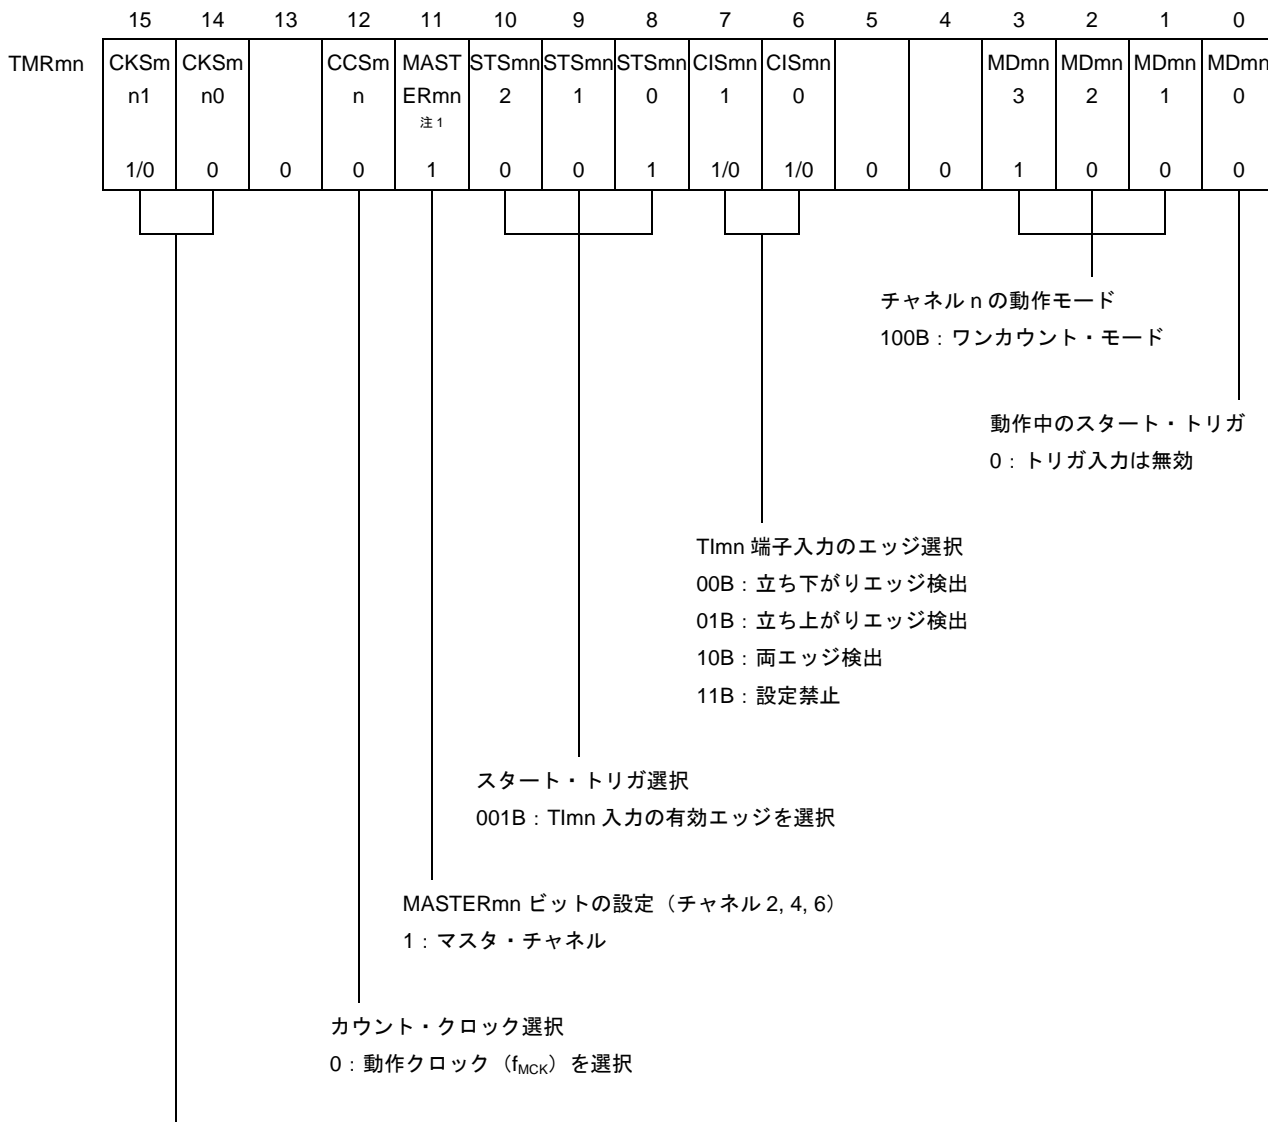 15 14 13 12 11 10 9 8 7 6 5 4 3 2 1 0
TMRmn CKSm CKSm CCSm MAST STSmn STSmn STSmn CISmn CISmn MDmn MDmn MDmn MDmn
n1 n0 n ERmn 2 1 0 1 0 3 2 1 0
注 1
1/0 0 0 0 1 0 0 1 1/0 1/0 0 0 1 0 0 0
チャネル n の動作モード
100B：ワンカウント・モード
動作中のスタート・トリガ
0：トリガ入力は無効
TImn 端子入力のエッジ選択
00B：立ち下がりエッジ検出
01B：立ち上がりエッジ検出
10B：両エッジ検出
11B：設定禁止
スタート・トリガ選択
001B：TImn 入力の有効エッジを選択
MASTERmn ビットの設定（チャネル 2, 4, 6）
1：マスタ・チャネル
カウント・クロック選択
0：動作クロック（fMCK）を選択